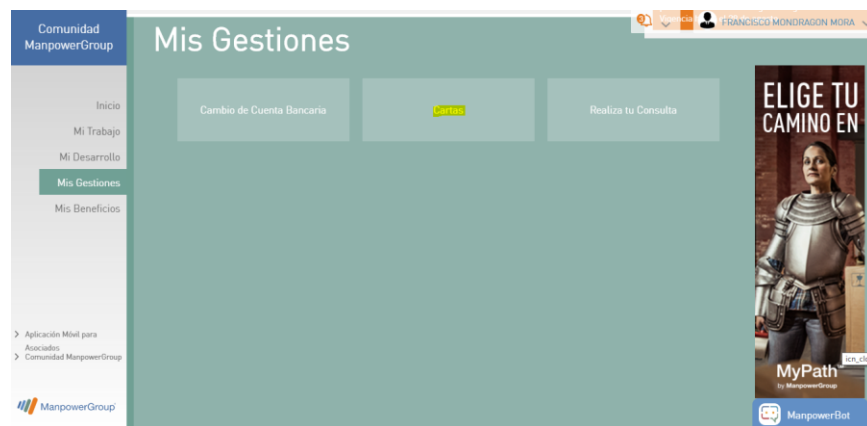 Comunidad
ManpowerGroup
Mis Gestiones
3
FRANCISCO MONDRAGON MORA
Inicio
Mi Trabajo
Mi Desarrollo
Mis Gestiones
Mis Beneficios
Cambio de Cuenta Bancaria
Cartas
Realiza tu Consulta
ELIGE TU
CAMINO EN
MyPath
by ManpowerGroup
icn_clo
> Aplicación Móvil para
Asociados
> Comunidad ManpowerGroup
ManpowerGroup
ManpowerBot